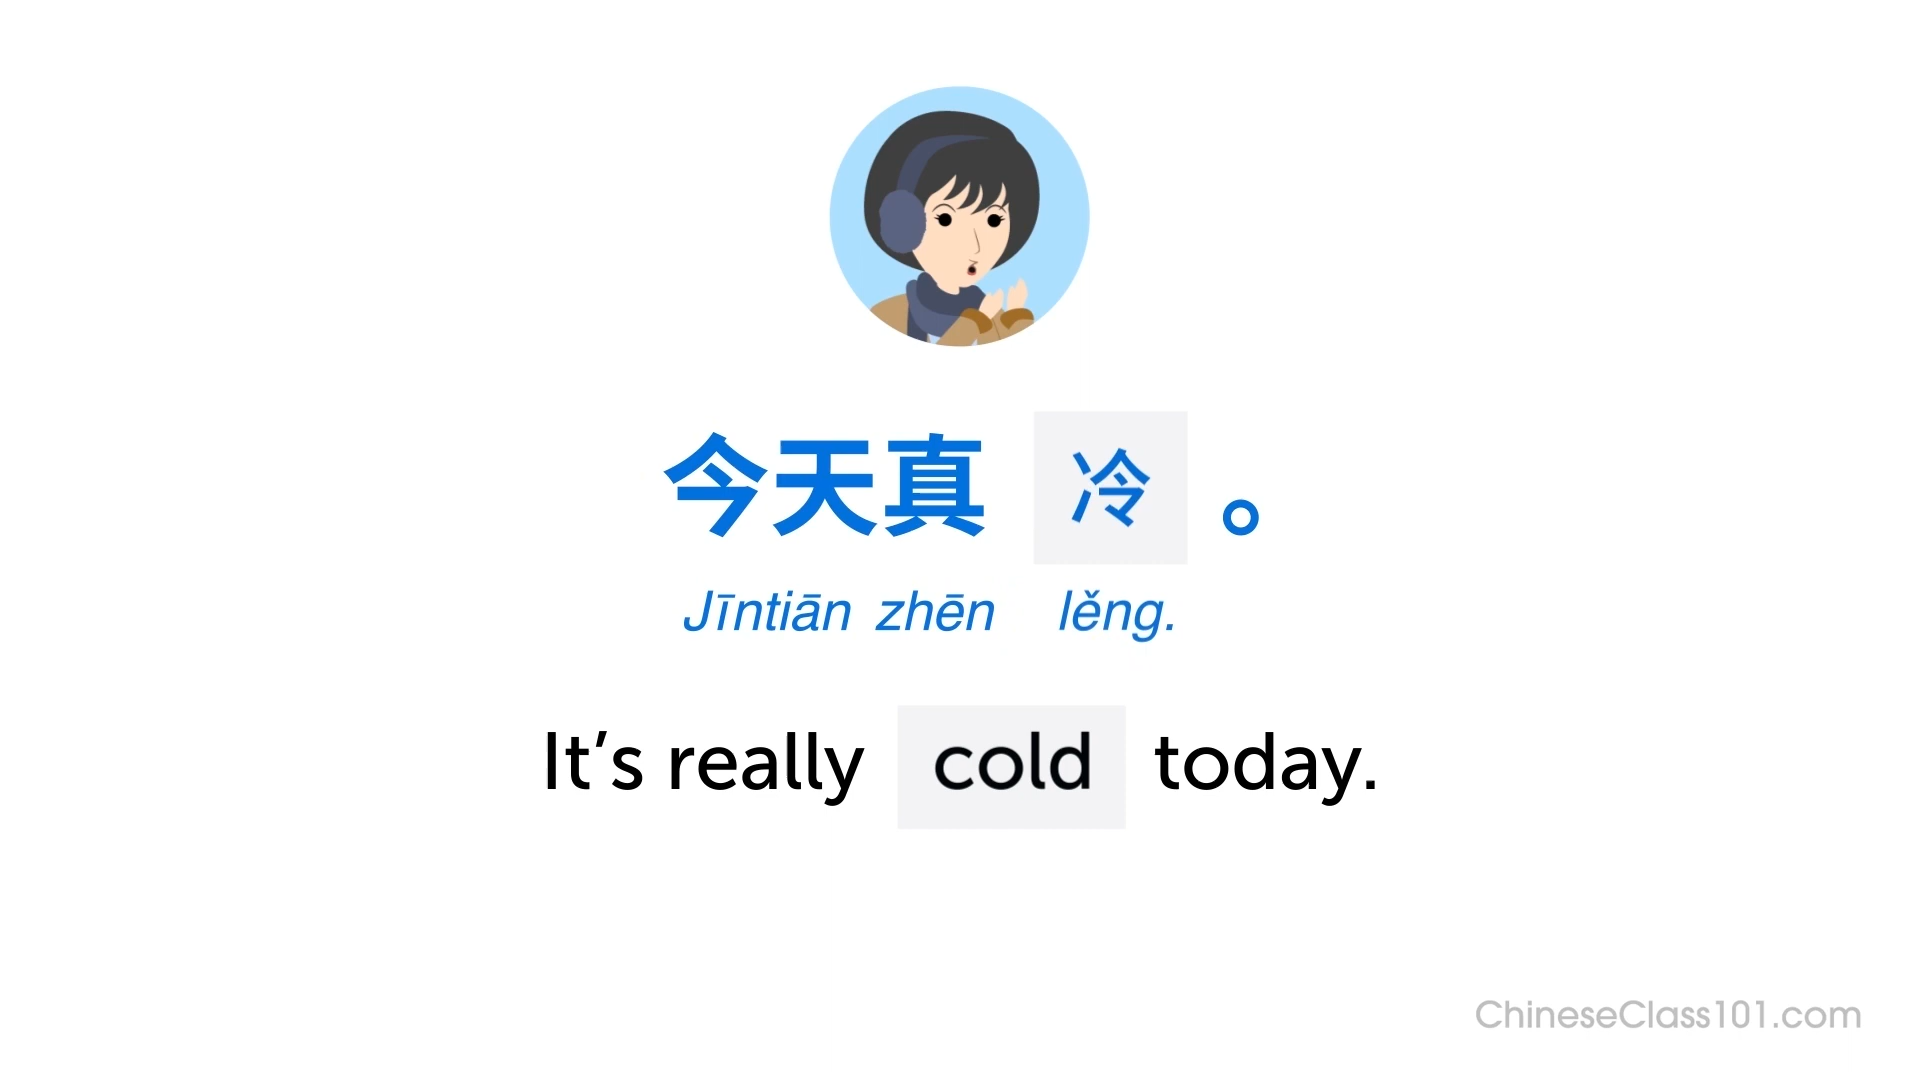 今天真 冷 。
Jīntiān zhēn lěng.
It’s really cold today.
ChineseClass101.com